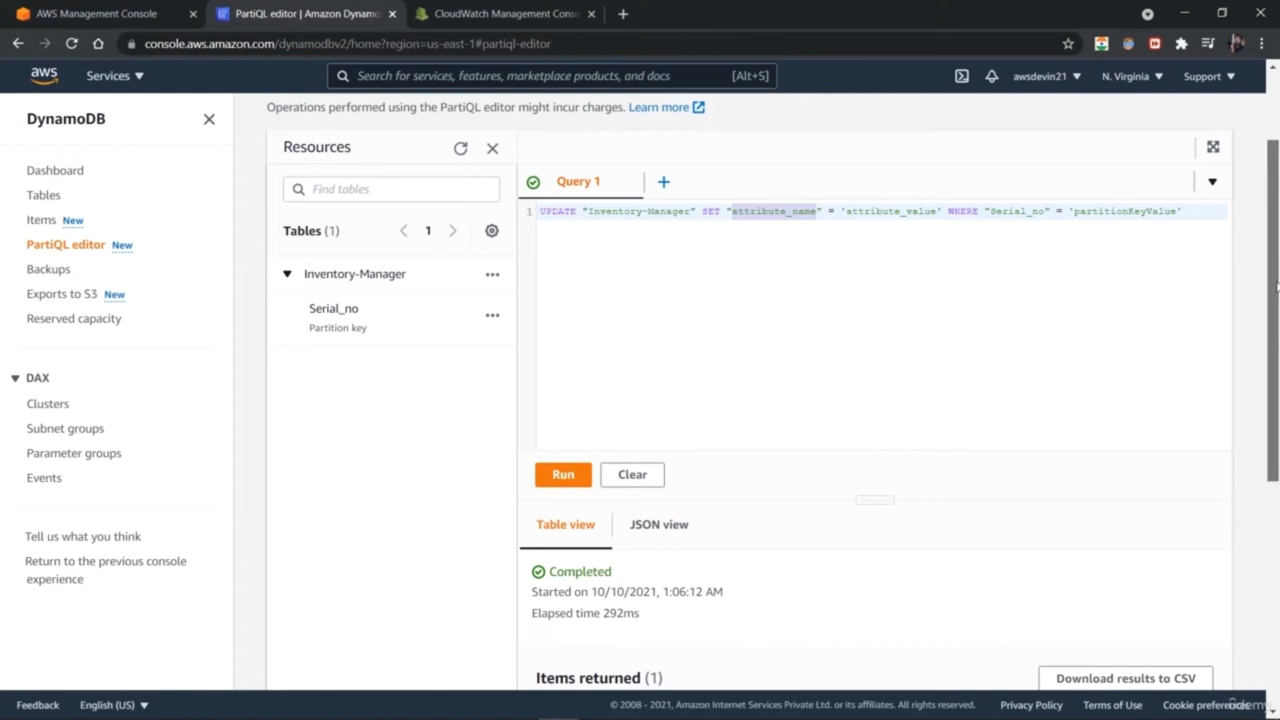 AWS Management Console
PartiQL editor | Amazon Dynamo
CloudWatch Management Conso
console.aws.amazon.com/dynamodbv2/home?region=us-east-1#partiql-editor
aws
Services
Search for services, features, marketplace products, and docs
[Alt+S]
awsdevin21
N. Virginia
Support
DynamoDB
Dashboard
Tables
Items New
PartiQL editor New
Backups
Exports to S3 New
Reserved capacity
DAX
Clusters
Subnet groups
Parameter groups
Events
Tell us what you think
Return to the previous console
experience
Operations performed using the PartiQL editor might incur charges. Learn more
Resources
Find tables
Tables (1)
1
Inventory-Manager
Serial_no
Partition key
Query 1
1 UPDATE "Inventory-Manager" SET "attribute_name" = 'attribute_value' WHERE "Serial_no" = 'partitionKeyValue'
Run
Clear
Table view
JSON view
Completed
Started on 10/10/2021, 1:06:12 AM
Elapsed time 292ms
Items returned (1)
Download results to CSV
Feedback
English (US)
© 2008 - 2021, Amazon Internet Services Private Ltd. or its affiliates. All rights reserved.
Privacy Policy
Terms of Use
Cookie preferences